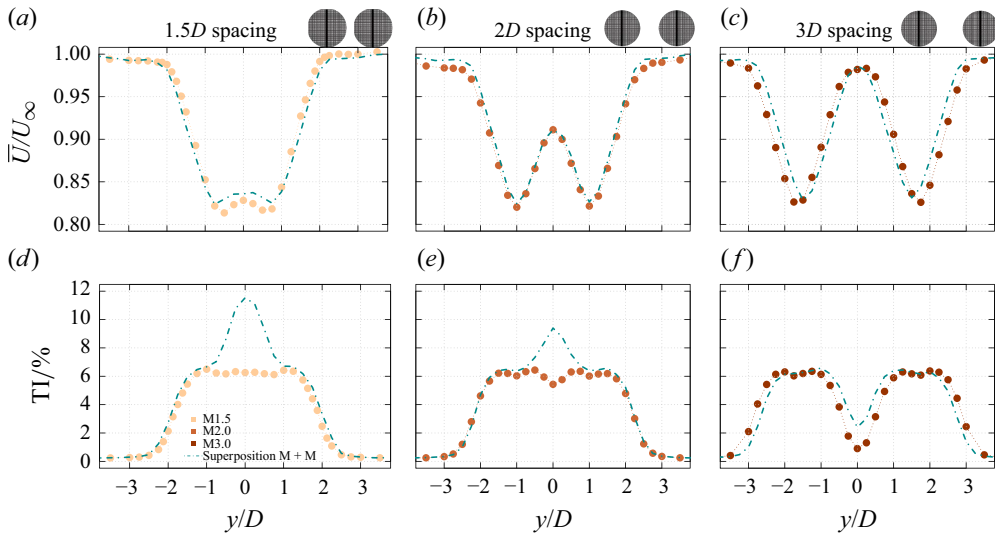 (a) 1.5D spacing (b) 2D spacing (c) 3D spacing
1.00
0.95
0.90
0.85
0.80
U̅/U∞
(d) (e) (f)
12
10
8
6
4
2
0
TI/%
M1.5
M2.0
M3.0
Superposition M + M
−3 −2 −1 0 1 2 3 −3 −2 −1 0 1 2 3 −3 −2 −1 0 1 2 3
y/D y/D y/D